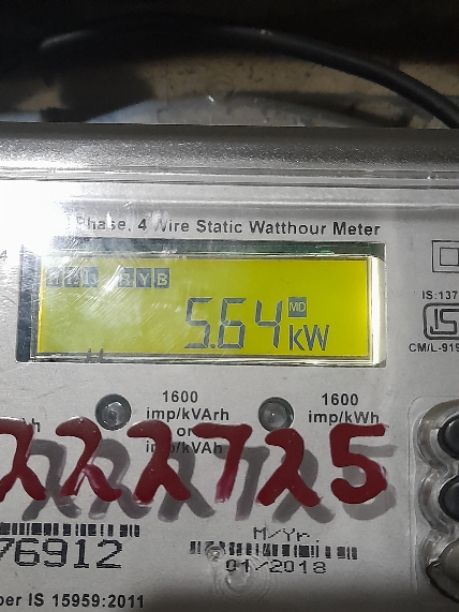 Phase, 4 Wire Static Watthour Meter
RYB
5.64 MD kW
IS:137
CM/L-919
1600
imp/kVArh
or
imp/kVAh
1600
imp/kWh
222725
76912
M/Yr.
01/2018
ber IS 15959:2011